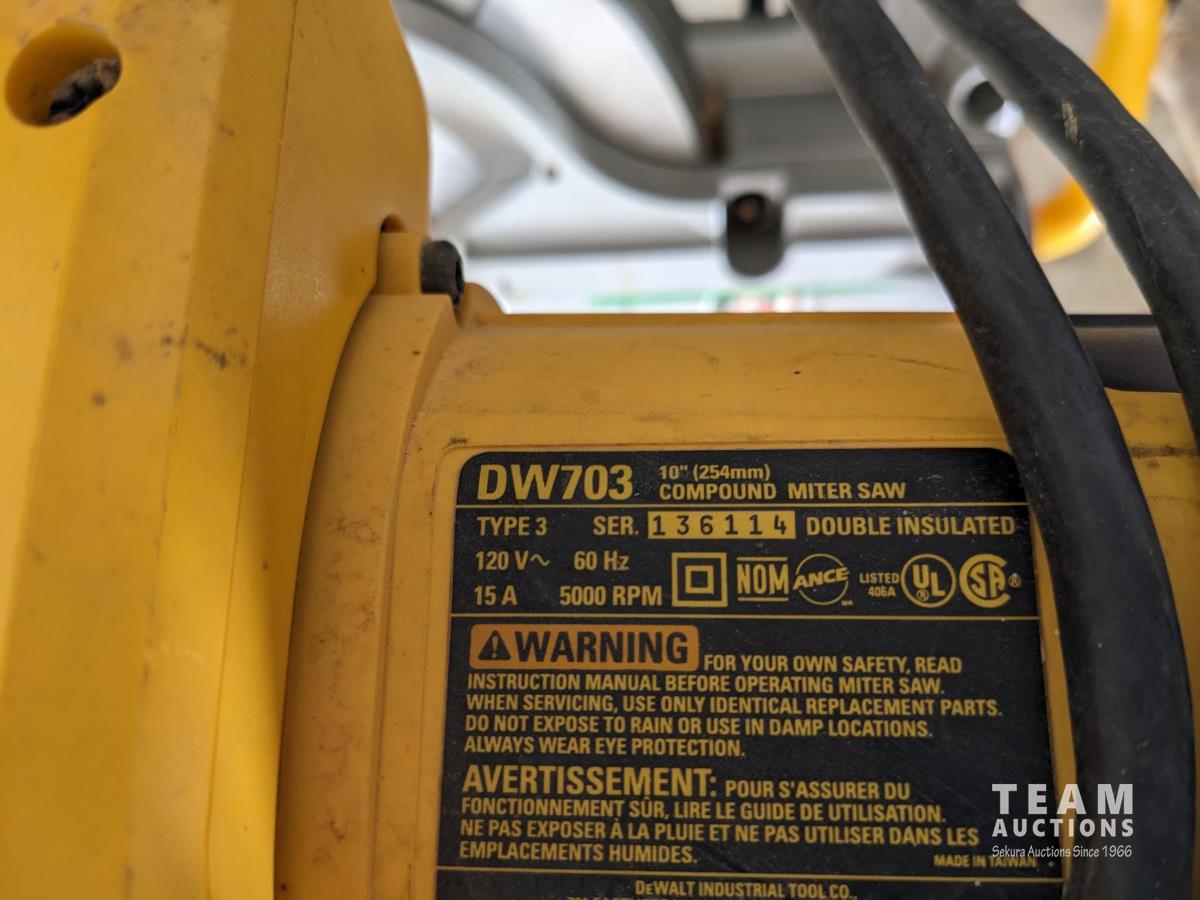 DW703 10" (254mm)
COMPOUND MITER SAW
TYPE 3 SER. 136114 DOUBLE INSULATED
120 V~ 60 Hz
15 A 5000 RPM
NOM ANCE LISTED 406A UL ® SA ®
WARNING FOR YOUR OWN SAFETY, READ
INSTRUCTION MANUAL BEFORE OPERATING MITER SAW.
WHEN SERVICING, USE ONLY IDENTICAL REPLACEMENT PARTS.
DO NOT EXPOSE TO RAIN OR USE IN DAMP LOCATIONS.
ALWAYS WEAR EYE PROTECTION.
AVERTISSEMENT: POUR S'ASSURER DU
FONCTIONNEMENT SÛR, LIRE LE GUIDE DE UTILISATION.
NE PAS EXPOSER À LA PLUIE ET NE PAS UTILISER DANS LES
EMPLACEMENTS HUMIDES.
MADE IN TAIWAN
DEWALT INDUSTRIAL TOOL CO.,
TEAM
AUCTIONS
Sekura Auctions Since 1966